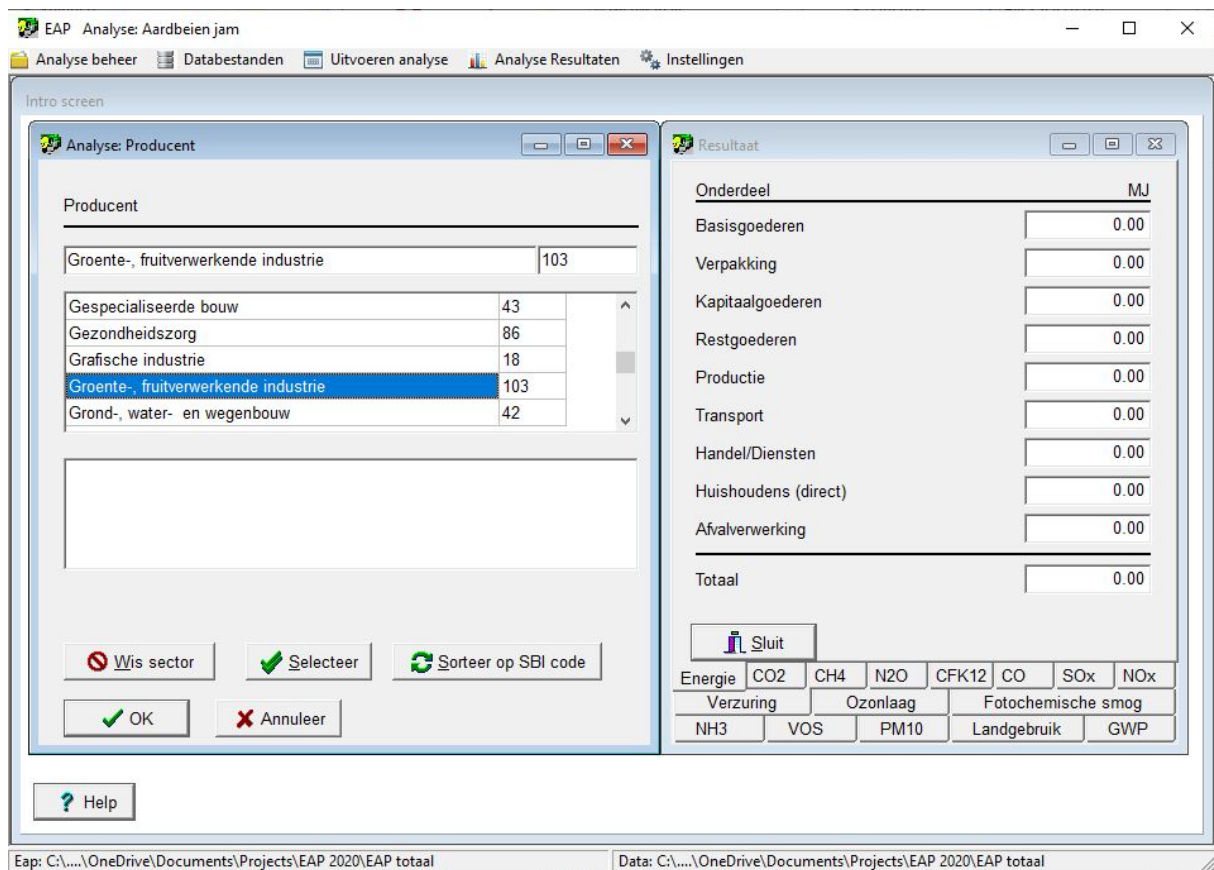 EAP Analyse: Aardbeien jam
Analyse beheer Databestanden Uitvoeren analyse Analyse Resultaten Instellingen
Intro screen
Analyse: Producent
Producent
Groente-, fruitverwerkende industrie 103
Gespecialiseerde bouw 43
Gezondheidszorg 86
Grafische industrie 18
Groente-, fruitverwerkende industrie 103
Grond-, water- en wegenbouw 42
Wis sector Selecteer Sorteer op SBI code
OK Annuleer
Resultaat
Onderdeel MJ
Basisgoederen 0.00
Verpakking 0.00
Kapitaalgoederen 0.00
Restgoederen 0.00
Productie 0.00
Transport 0.00
Handel/Diensten 0.00
Huishoudens (direct) 0.00
Afvalverwerking 0.00
Totaal 0.00
Sluit
Energie CO2 CH4 N2O CFK12 CO SOx NOx
Verzuring Ozonlaag Fotochemische smog
NH3 VOS PM10 Landgebruik GWP
? Help
Eap: C:\....\OneDrive\Documents\Projects\EAP 2020\EAP totaal Data: C:\....\OneDrive\Documents\Projects\EAP 2020\EAP totaal